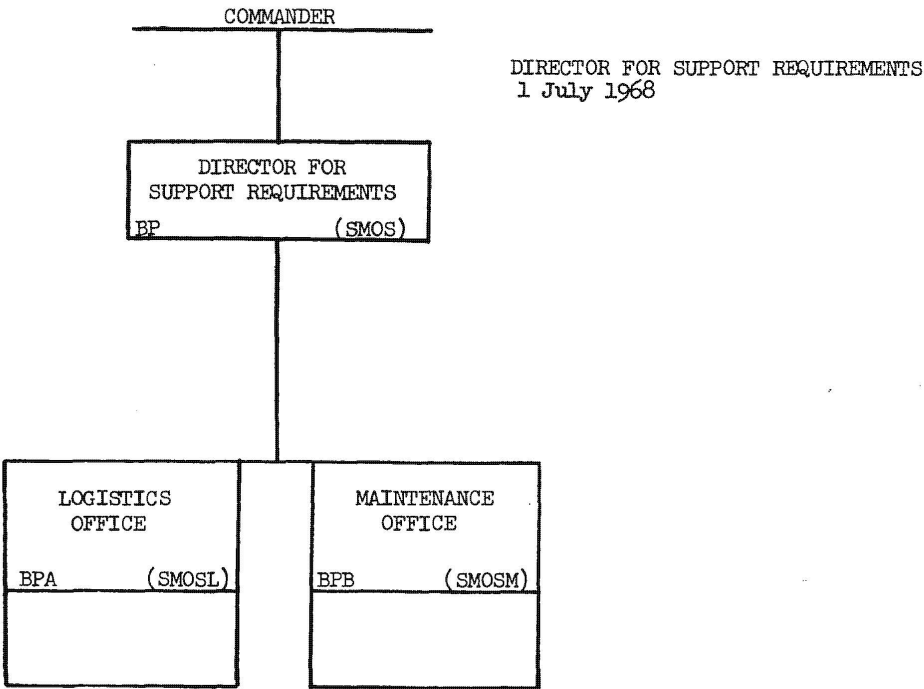 COMMANDER
DIRECTOR FOR SUPPORT REQUIREMENTS
1 July 1968
DIRECTOR FOR
SUPPORT REQUIREMENTS
BP (SMOS)
LOGISTICS
OFFICE
BPA (SMOSL)
MAINTENANCE
OFFICE
BPB (SMOSM)